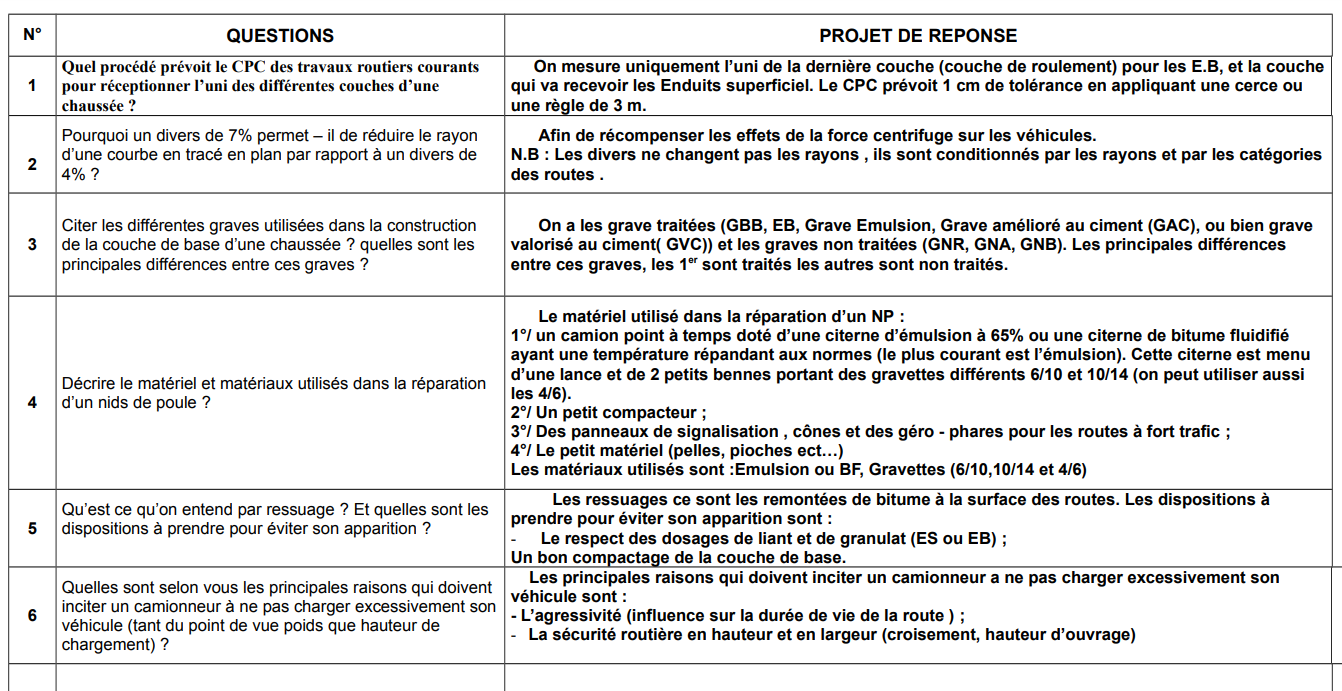 N°
QUESTIONS
PROJET DE REPONSE
1
Quel procédé prévoit le CPC des travaux routiers courants
pour réceptionner l’uni des différentes couches d’une
chaussée ?
On mesure uniquement l’uni de la dernière couche (couche de roulement) pour les E.B, et la couche
qui va recevoir les Enduits superficiel. Le CPC prévoit 1 cm de tolérance en appliquant une cerce ou
une règle de 3 m.
2
Pourquoi un divers de 7% permet – il de réduire le rayon
d’une courbe en tracé en plan par rapport à un divers de
4% ?
Afin de récompenser les effets de la force centrifuge sur les véhicules.
N.B : Les divers ne changent pas les rayons , ils sont conditionnés par les rayons et par les catégories
des routes .
3
Citer les différentes graves utilisées dans la construction
de la couche de base d’une chaussée ? quelles sont les
principales différences entre ces graves ?
On a les grave traitées (GBB, EB, Grave Emulsion, Grave amélioré au ciment (GAC), ou bien grave
valorisé au ciment( GVC)) et les graves non traitées (GNR, GNA, GNB). Les principales différences
entre ces graves, les 1er sont traités les autres sont non traités.
4
Décrire le matériel et matériaux utilisés dans la réparation
d’un nids de poule ?
Le matériel utilisé dans la réparation d’un NP :
1°/ un camion point à temps doté d’une citerne d’émulsion à 65% ou une citerne de bitume fluidifié
ayant une température répandant aux normes (le plus courant est l’émulsion). Cette citerne est menu
d’une lance et de 2 petits bennes portant des gravettes différents 6/10 et 10/14 (on peut utiliser aussi
les 4/6).
2°/ Un petit compacteur ;
3°/ Des panneaux de signalisation , cônes et des géro - phares pour les routes à fort trafic ;
4°/ Le petit matériel (pelles, pioches ect…)
Les matériaux utilisés sont :Emulsion ou BF, Gravettes (6/10,10/14 et 4/6)
5
Qu’est ce qu’on entend par ressuage ? Et quelles sont les
dispositions à prendre pour éviter son apparition ?
Les ressuages ce sont les remontées de bitume à la surface des routes. Les dispositions à
prendre pour éviter son apparition sont :
- Le respect des dosages de liant et de granulat (ES ou EB) ;
Un bon compactage de la couche de base.
6
Quelles sont selon vous les principales raisons qui doivent
inciter un camionneur à ne pas charger excessivement son
véhicule (tant du point de vue poids que hauteur de
chargement) ?
Les principales raisons qui doivent inciter un camionneur a ne pas charger excessivement son
véhicule sont :
- L’agressivité (influence sur la durée de vie de la route ) ;
- La sécurité routière en hauteur et en largeur (croisement, hauteur d’ouvrage)